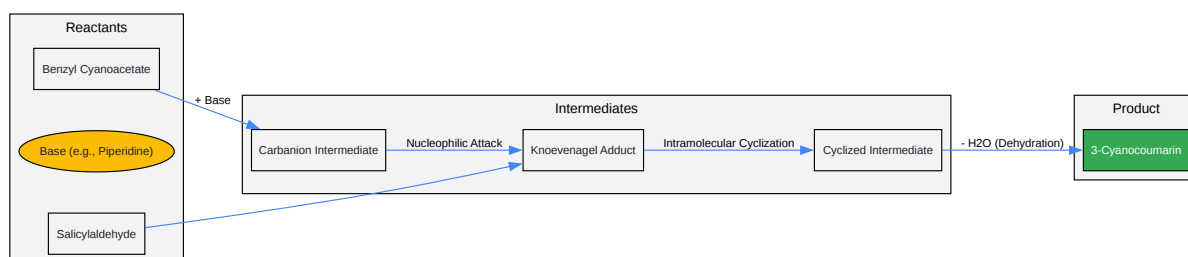 Reactants
Benzyl Cyanoacetate
Base (e.g., Piperidine)
Salicylaldehyde
+ Base
Intermediates
Carbanion Intermediate
Nucleophilic Attack
Knoevenagel Adduct
Intramolecular Cyclization
Cyclized Intermediate
- H2O (Dehydration)
Product
3-Cyanocoumarin